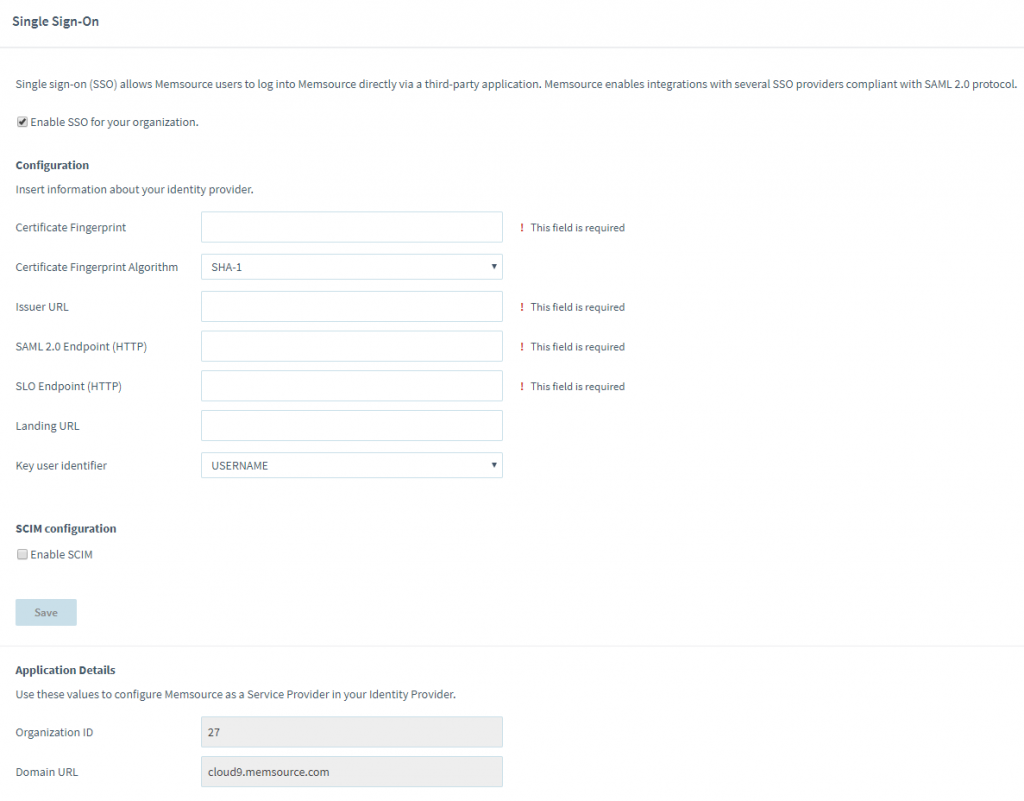 Single Sign-On
Single sign-on (SSO) allows Memsource users to log into Memsource directly via a third-party application. Memsource enables integrations with several SSO providers compliant with SAML 2.0 protocol.
Enable SSO for your organization.
Configuration
Insert information about your identity provider.
Certificate Fingerprint ! This field is required
Certificate Fingerprint Algorithm SHA-1
Issuer URL ! This field is required
SAML 2.0 Endpoint (HTTP) ! This field is required
SLO Endpoint (HTTP) ! This field is required
Landing URL
Key user identifier USERNAME
SCIM configuration
Enable SCIM
Save
Application Details
Use these values to configure Memsource as a Service Provider in your Identity Provider.
Organization ID 27
Domain URL cloud9.memsource.com